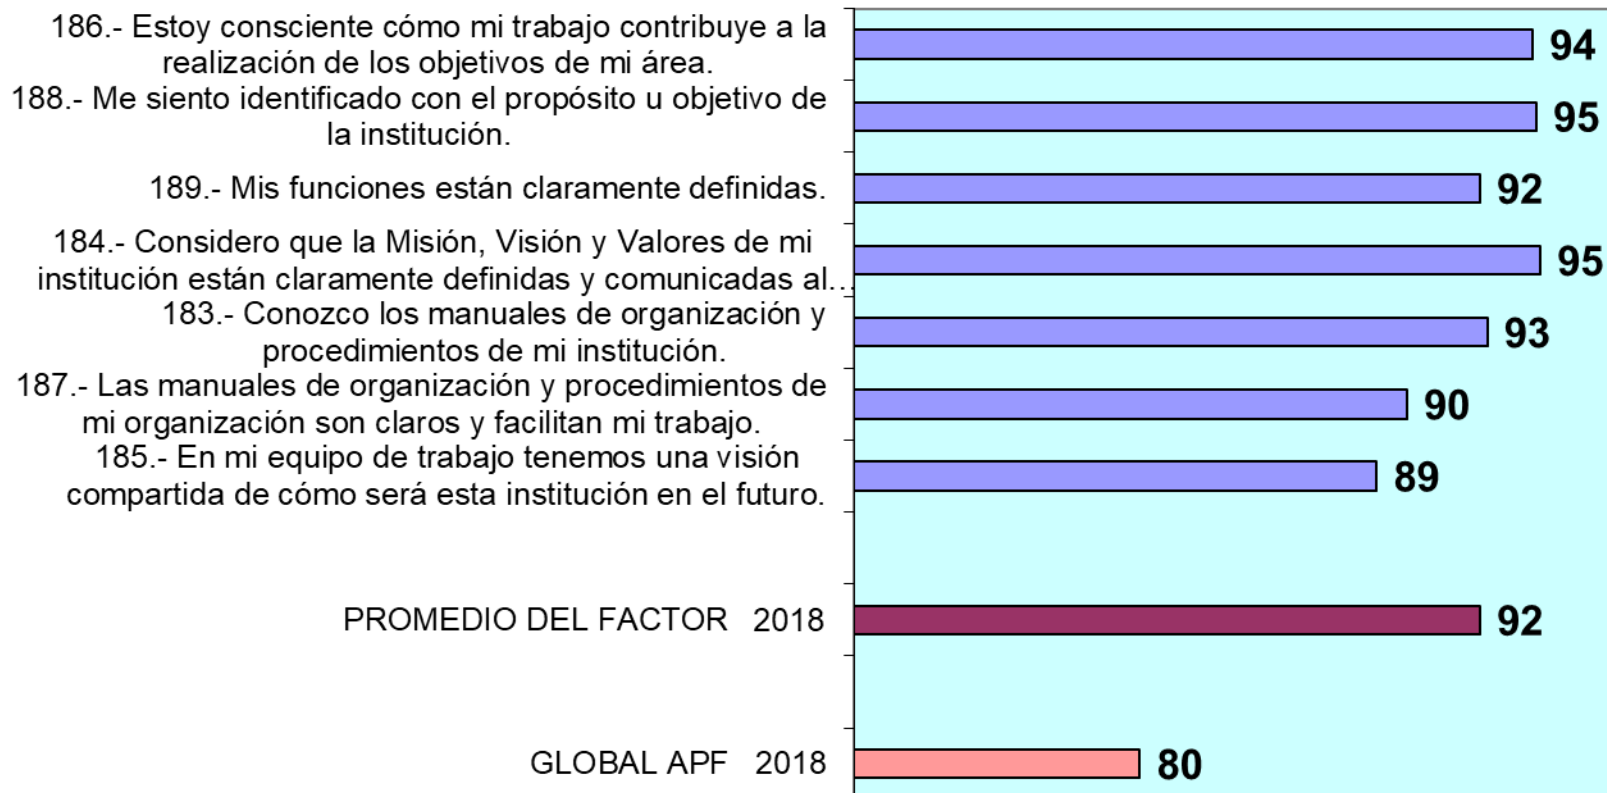 186.- Estoy consciente cómo mi trabajo contribuye a la
realización de los objetivos de mi área.
94
188.- Me siento identificado con el propósito u objetivo de
la institución.
95
189.- Mis funciones están claramente definidas.
92
184.- Considero que la Misión, Visión y Valores de mi
institución están claramente definidas y comunicadas al…
95
183.- Conozco los manuales de organización y
procedimientos de mi institución.
93
187.- Las manuales de organización y procedimientos de
mi organización son claros y facilitan mi trabajo.
90
185.- En mi equipo de trabajo tenemos una visión
compartida de cómo será esta institución en el futuro.
89
PROMEDIO DEL FACTOR 2018
92
GLOBAL APF 2018
80